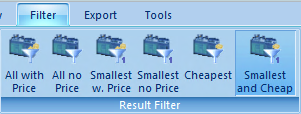 Filter Export Tools
All with Price
All no Price
Smallest w. Price
Smallest no Price
Cheapest
Smallest and Cheap
Result Filter